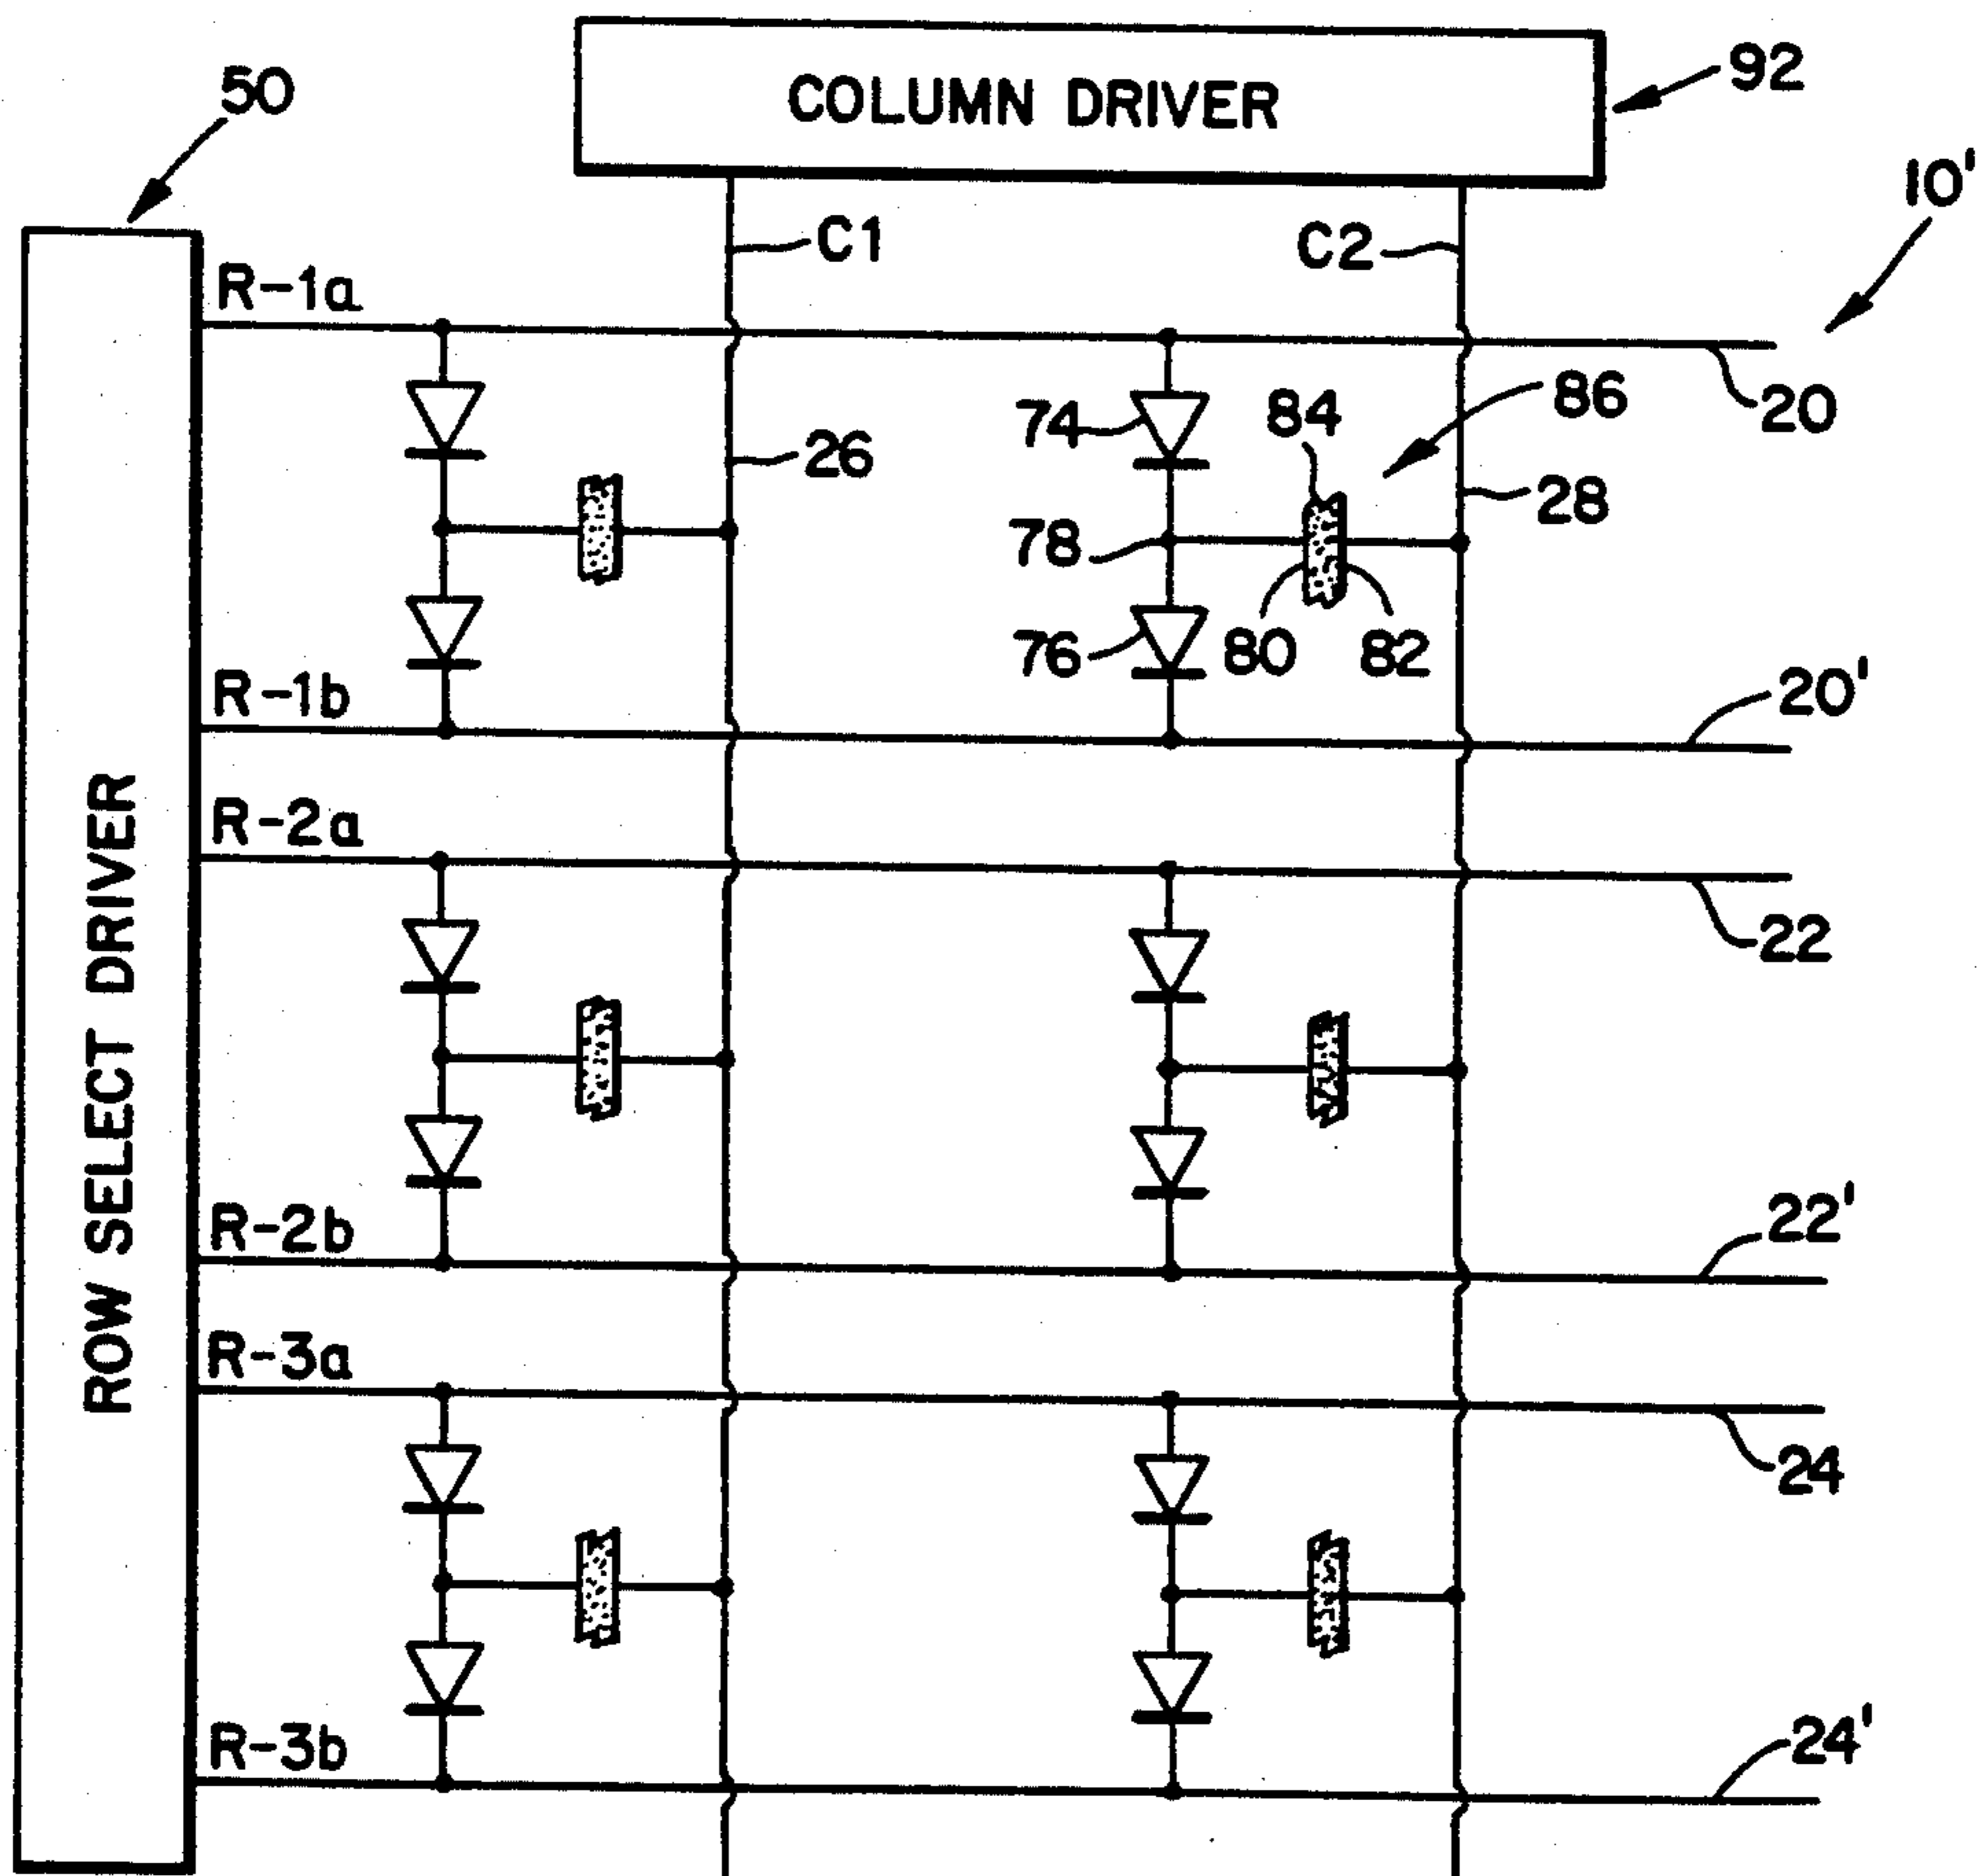 50
COLUMN DRIVER
92
10'
C1
C2
R-1a
20
74
84
86
26
28
78
76
80
82
R-1b
20'
R-2a
22
ROW SELECT DRIVER
R-2b
22'
R-3a
24
R-3b
24'